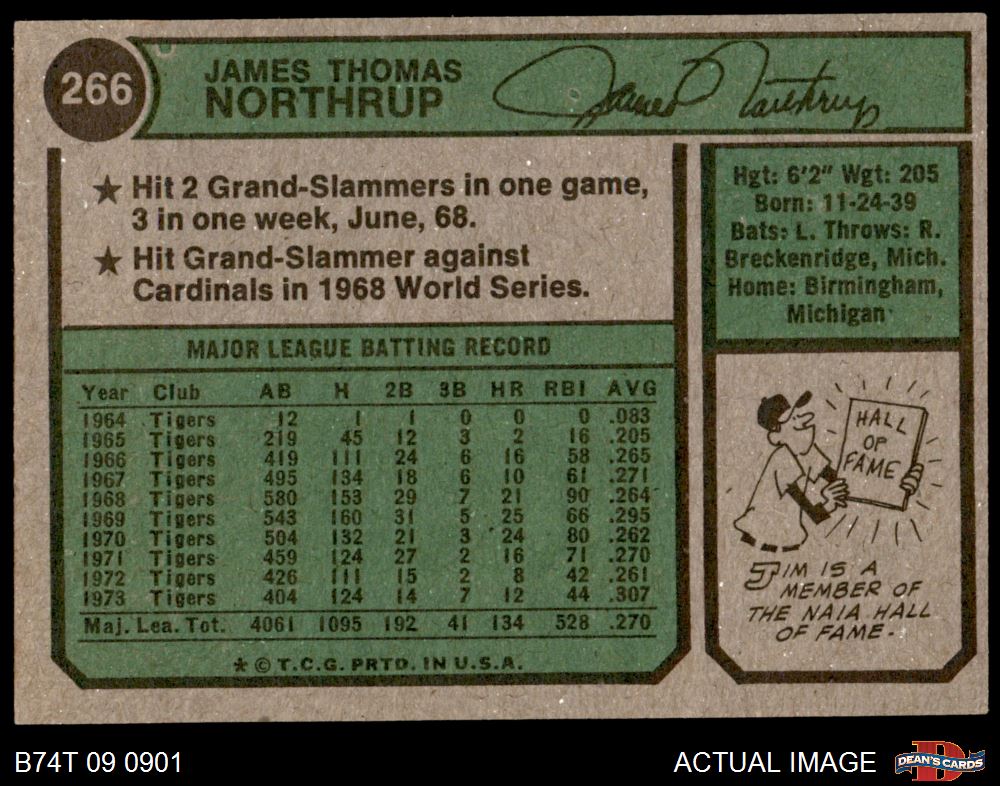 266
JAMES THOMAS
NORTHRUP
James Northrup
★ Hit 2 Grand-Slammers in one game,
3 in one week, June, 68.
★ Hit Grand-Slammer against
Cardinals in 1968 World Series.
Hgt: 6'2" Wgt: 205
Born: 11-24-39
Bats: L. Throws: R.
Breckenridge, Mich.
Home: Birmingham,
Michigan
MAJOR LEAGUE BATTING RECORD
Year Club AB H 2B 3B HR RBI AVG
1964 Tigers 12 1 1 0 0 0 .083
1965 Tigers 219 45 12 3 2 16 .205
1966 Tigers 419 111 24 6 16 58 .265
1967 Tigers 495 134 18 6 10 61 .271
1968 Tigers 580 153 29 7 21 90 .264
1969 Tigers 543 160 31 5 25 66 .295
1970 Tigers 504 132 21 3 24 80 .262
1971 Tigers 459 124 27 2 16 71 .270
1972 Tigers 426 111 15 2 8 42 .261
1973 Tigers 404 124 14 7 12 44 .307
Maj. Lea. Tot. 4061 1095 192 41 134 528 .270
★ © T.C.G. PRTD. IN U.S.A.
HALL
OF
FAME
JIM IS A
MEMBER OF
THE NAIA HALL
OF FAME.
B74T 09 0901
ACTUAL IMAGE
DEAN'S CARDS